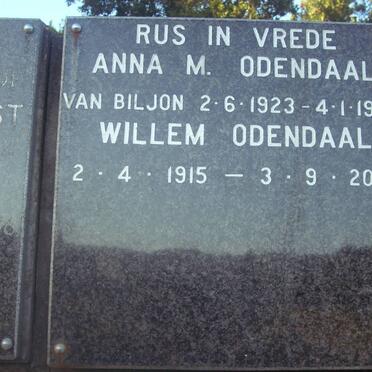 RUS IN VREDE
ANNA M. ODENDAAL
VAN BILJON 2·6·1923 - 4·1·19
WILLEM ODENDAAL
2 · 4 · 1915 — 3 · 9 · 20
ST